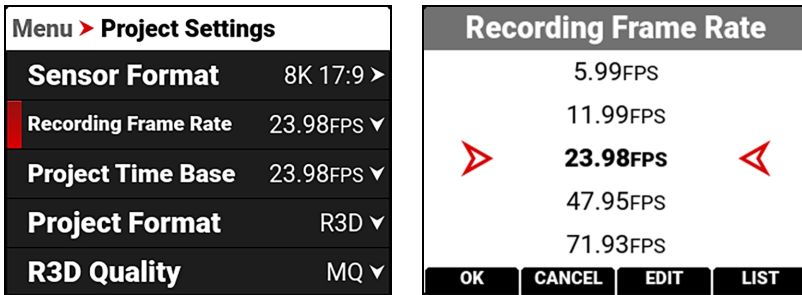 Menu > Project Settings
Sensor Format 8K 17:9
Recording Frame Rate 23.98FPS
Project Time Base 23.98FPS
Project Format R3D
R3D Quality MQ
Recording Frame Rate
5.99FPS
11.99FPS
23.98FPS
47.95FPS
71.93FPS
OK CANCEL EDIT LIST